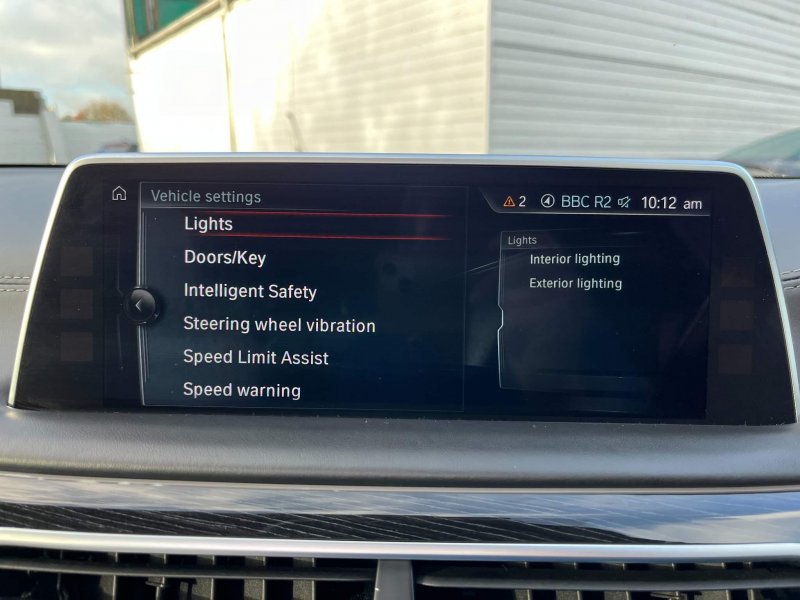 Vehicle settings
2 BBC R2 10:12 am
Lights
Doors/Key
Intelligent Safety
Steering wheel vibration
Speed Limit Assist
Speed warning
Lights
Interior lighting
Exterior lighting